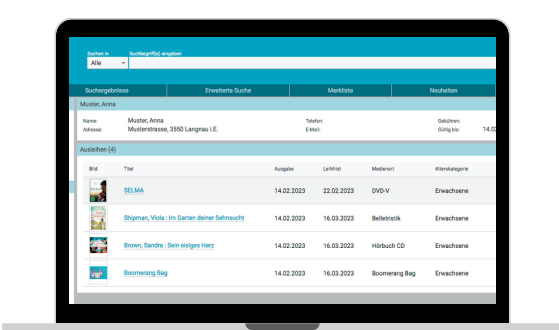 Suchen in Suchbegriff(e) eingeben
Alle
Suchergebnisse Erweiterte Suche Merkliste Neuheiten
Muster, Anna
Name: Muster, Anna Telefon: Gebühren:
Adresse: Musterstrasse, 3550 Langnau i.E. E-Mail: Gültig bis: 14.02
Ausleihen (4)
Bild Titel Ausgabe Leihfrist Medienart Alterskategorie
SELMA 14.02.2023 22.02.2023 DVD-V Erwachsene
Shipman, Viola : Im Garten deiner Sehnsucht 14.02.2023 16.03.2023 Belletristik Erwachsene
Brown, Sandra : Sein eisiges Herz 14.02.2023 16.03.2023 Hörbuch CD Erwachsene
Boomerang Bag 14.02.2023 16.03.2023 Boomerang Bag Erwachsene